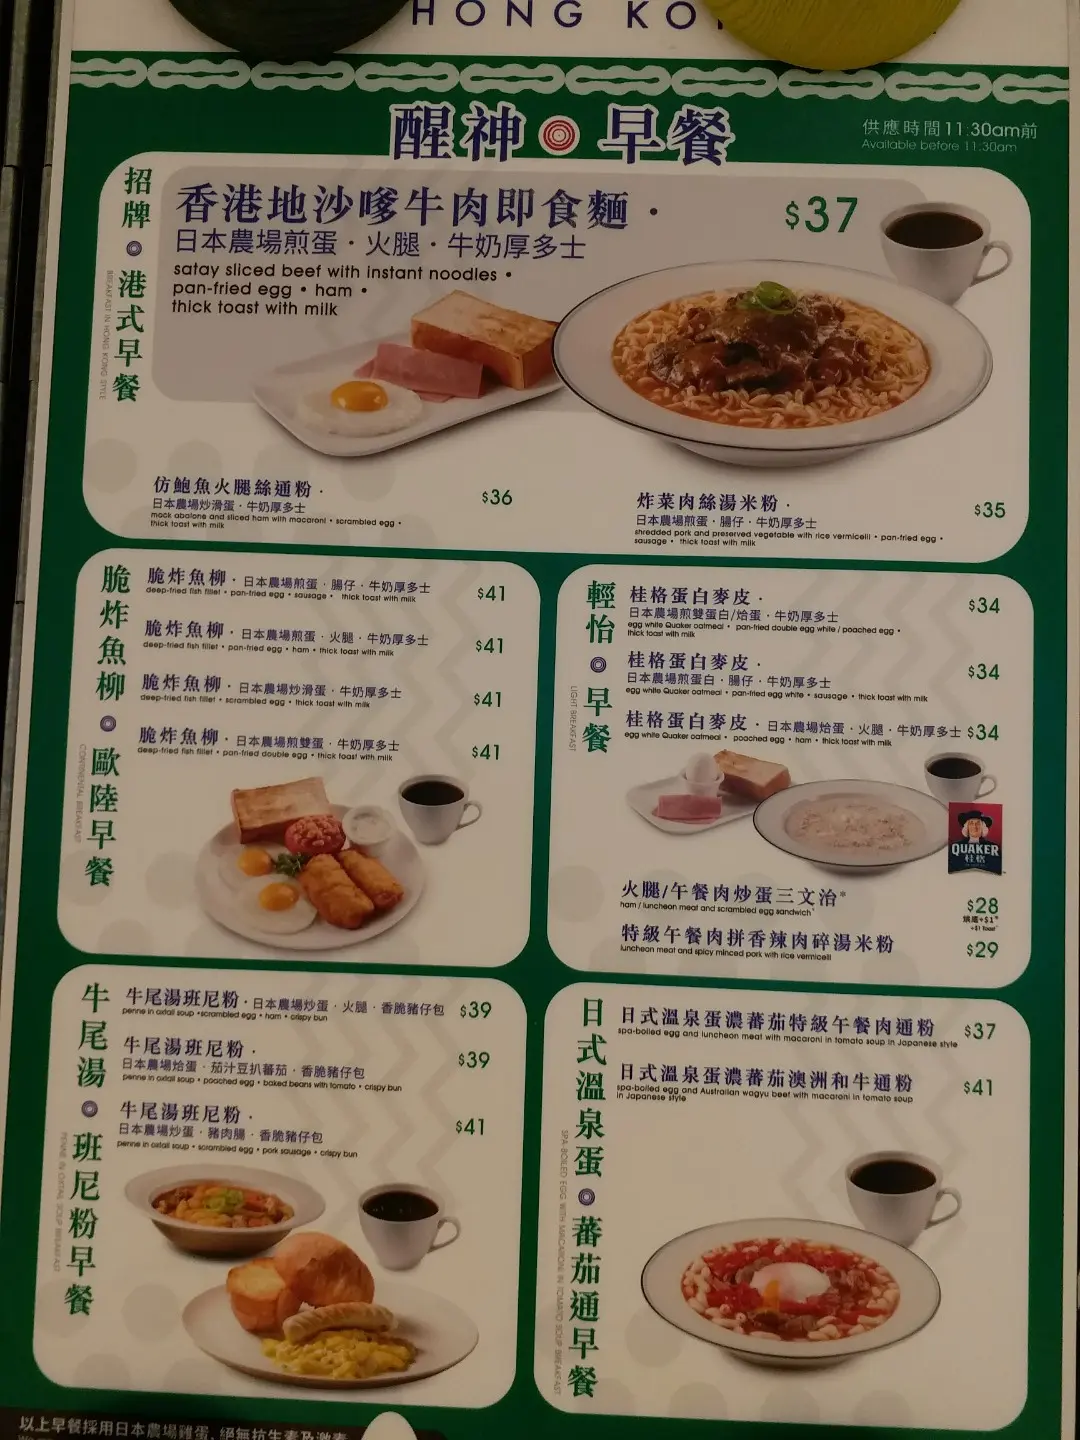 HONG KO
醒神 早餐
供應時間11:30am前
Available before 11:30am
招牌 港式早餐
BREAKFAST IN HONG KONG STYLE
香港地沙嗲牛肉即食麵 ·
日本農場煎蛋 · 火腿 · 牛奶厚多士
satay sliced beef with instant noodles •
pan-fried egg • ham •
thick toast with milk
$37
仿鮑魚火腿絲通粉 ·
日本農場炒滑蛋 · 牛奶厚多士
mock abalone and sliced ham with macaroni • scrambled egg •
thick toast with milk
$36
炸菜肉絲湯米粉 ·
日本農場煎蛋 · 腸仔 · 牛奶厚多士
shredded pork and preserved vegetable with rice vermicelli • pan-fried egg •
sausage • thick toast with milk
$35
脆炸魚柳 歐陸早餐
CONTINENTAL BREAKFAST
脆炸魚柳 · 日本農場煎蛋 · 腸仔 · 牛奶厚多士 $41
deep-fried fish fillet • pan-fried egg • sausage • thick toast with milk
脆炸魚柳 · 日本農場煎蛋 · 火腿 · 牛奶厚多士 $41
deep-fried fish fillet • pan-fried egg • ham • thick toast with milk
脆炸魚柳 · 日本農場炒滑蛋 · 牛奶厚多士 $41
deep-fried fish fillet • scrambled egg • thick toast with milk
脆炸魚柳 · 日本農場煎雙蛋 · 牛奶厚多士 $41
deep-fried fish fillet • pan-fried double egg • thick toast with milk
輕怡 早餐
LIGHT BREAKFAST
桂格蛋白麥皮 · $34
日本農場煎雙蛋白/烚蛋 · 牛奶厚多士
egg white Quaker oatmeal • pan-fried double egg white / poached egg •
thick toast with milk
桂格蛋白麥皮 · $34
日本農場煎蛋白 · 腸仔 · 牛奶厚多士
egg white Quaker oatmeal • pan-fried egg white • sausage • thick toast with milk
桂格蛋白麥皮 · 日本農場烚蛋 · 火腿 · 牛奶厚多士 $34
egg white Quaker oatmeal • poached egg • ham • thick toast with milk
QUAKER
桂格
火腿/午餐肉炒蛋三文治* $28
ham / luncheon meat and scrambled egg sandwich*
烘底+$1*
+$1 Toast*
特級午餐肉拼香辣肉碎湯米粉 $29
luncheon meat and spicy minced pork with rice vermicelli
牛尾湯 班尼粉早餐
PENNE IN OXTAIL SOUP BREAKFAST
牛尾湯班尼粉 · 日本農場炒蛋 · 火腿 · 香脆豬仔包 $39
penne in oxtail soup • scrambled egg • ham • crispy bun
牛尾湯班尼粉 · $39
日本農場烚蛋 · 茄汁豆扒蕃茄 · 香脆豬仔包
penne in oxtail soup • poached egg • baked beans with tomato • crispy bun
牛尾湯班尼粉 · $41
日本農場炒蛋 · 豬肉腸 · 香脆豬仔包
penne in oxtail soup • scrambled egg • pork sausage • crispy bun
日式溫泉蛋 蕃茄通早餐
SPA-BOILED EGG WITH MACARONI IN TOMATO SOUP BREAKFAST
日式溫泉蛋濃蕃茄特級午餐肉通粉 $37
spa-boiled egg and luncheon meat with macaroni in tomato soup in Japanese style
日式溫泉蛋濃蕃茄澳洲和牛通粉 $41
spa-boiled egg and Australian wagyu beef with macaroni in tomato soup
in Japanese style
以上早餐採用日本農場雞蛋, 絕無抗生素及激素